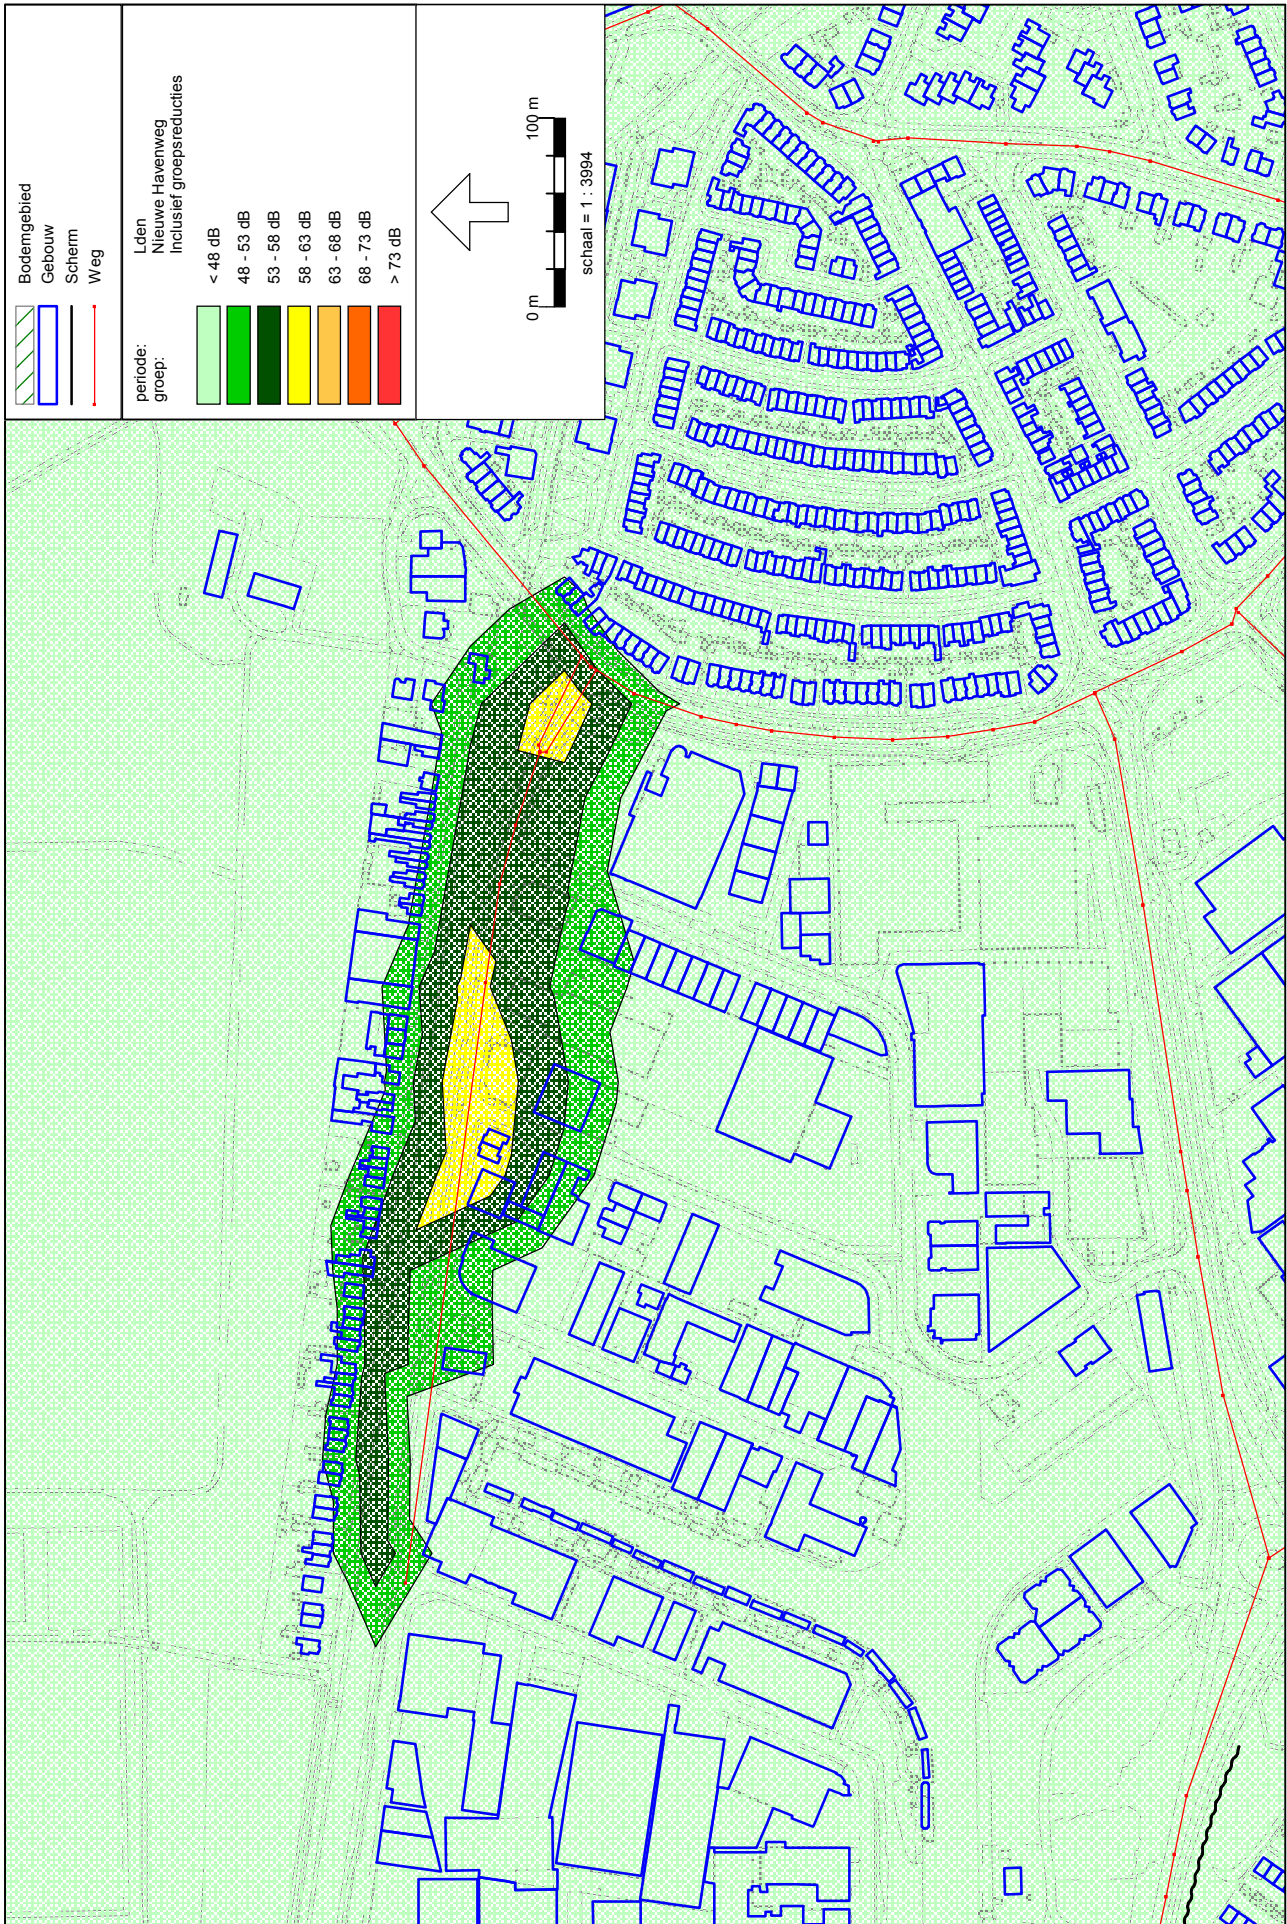 Bodemgebied
Gebouw
Scherm
Weg
periode: Lden
groep: Nieuwe Havenweg
Inclusief groepsreducties
< 48 dB
48 - 53 dB
53 - 58 dB
58 - 63 dB
63 - 68 dB
68 - 73 dB
> 73 dB
0 m 100 m
schaal = 1 : 3994